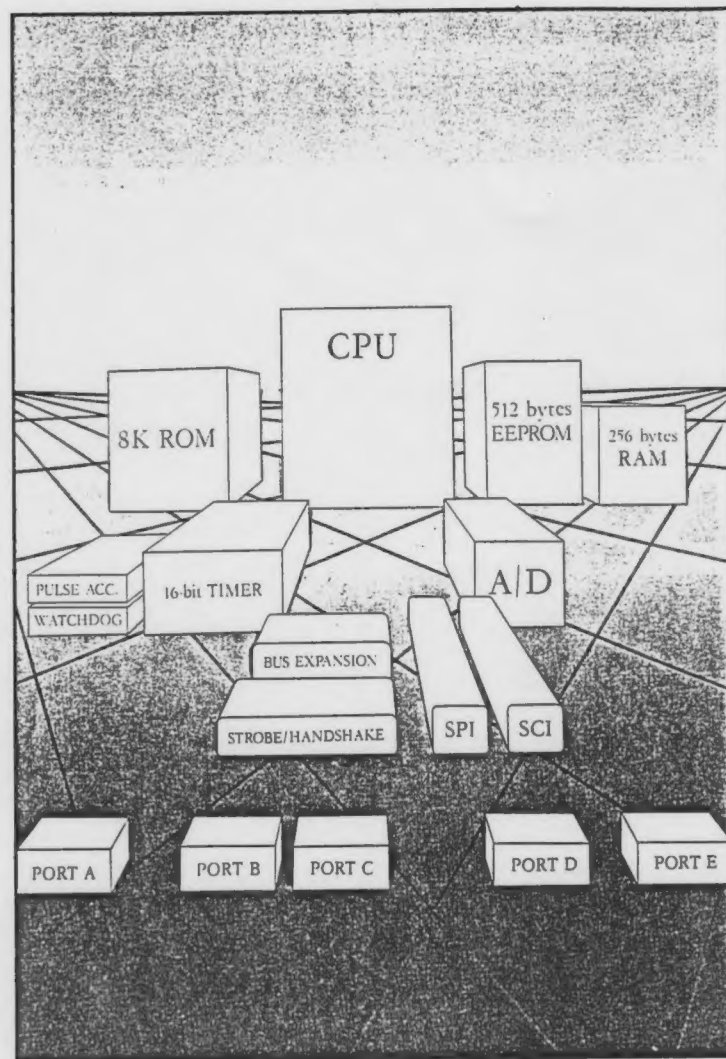 CPU
8K ROM
512 bytes
EEPROM
256 bytes
RAM
PULSE ACC.
WATCHDOG
16-bit TIMER
A/D
BUS EXPANSION
STROBE/HANDSHAKE
SPI
SCI
PORT A
PORT B
PORT C
PORT D
PORT E